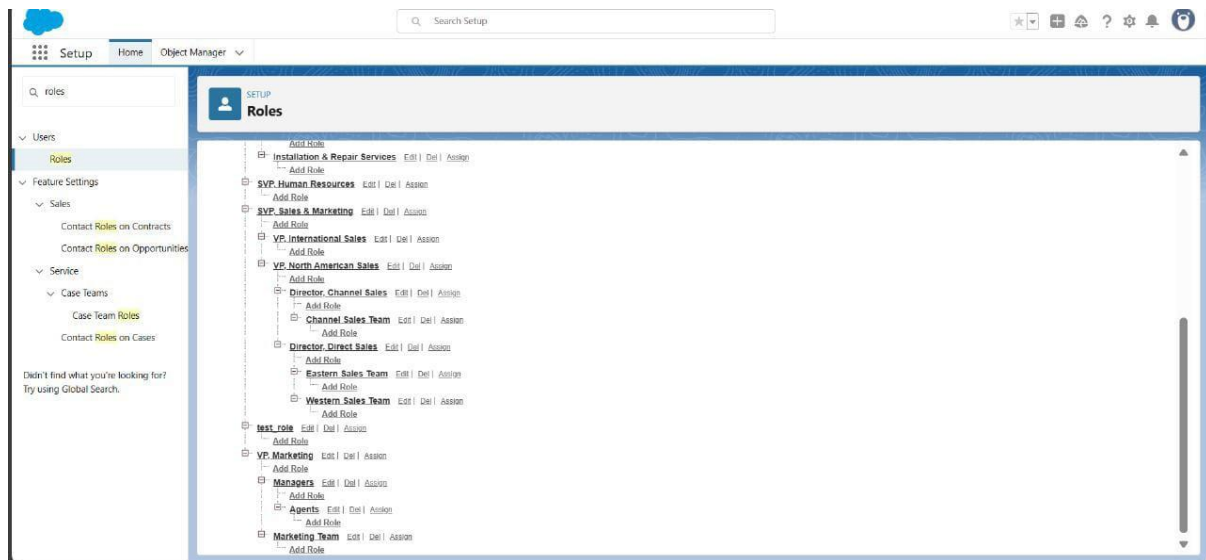 Search Setup
Setup
Home
Object Manager
roles
Users
Roles
Feature Settings
Sales
Contact Roles on Contracts
Contact Roles on Opportunities
Service
Case Teams
Case Team Roles
Contact Roles on Cases
Didn't find what you're looking for?
Try using Global Search.
SETUP
Roles
Add Role
Installation & Repair Services Edit | Del | Assign
Add Role
SVP, Human Resources Edit | Del | Assign
Add Role
SVP, Sales & Marketing Edit | Del | Assign
Add Role
VP, International Sales Edit | Del | Assign
Add Role
VP, North American Sales Edit | Del | Assign
Add Role
Director, Channel Sales Edit | Del | Assign
Add Role
Channel Sales Team Edit | Del | Assign
Add Role
Director, Direct Sales Edit | Del | Assign
Add Role
Eastern Sales Team Edit | Del | Assign
Add Role
Western Sales Team Edit | Del | Assign
Add Role
test_role Edit | Del | Assign
Add Role
VP, Marketing Edit | Del | Assign
Add Role
Managers Edit | Del | Assign
Add Role
Agents Edit | Del | Assign
Add Role
Marketing Team Edit | Del | Assign
Add Role